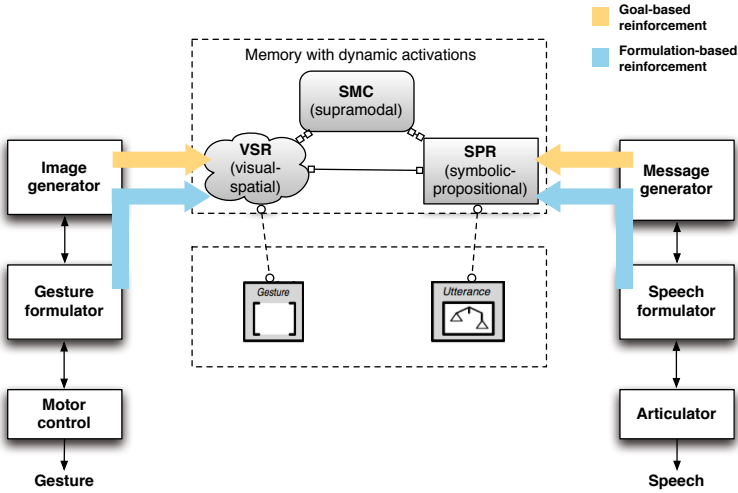 Goal-based
reinforcement
Formulation-based
reinforcement
Memory with dynamic activations
SMC
(supramodal)
VSR
(visual-
spatial)
SPR
(symbolic-
propositional)
Image
generator
Message
generator
Gesture
formulator
Gesture
Utterance
Speech
formulator
Motor
control
Articulator
Gesture
Speech